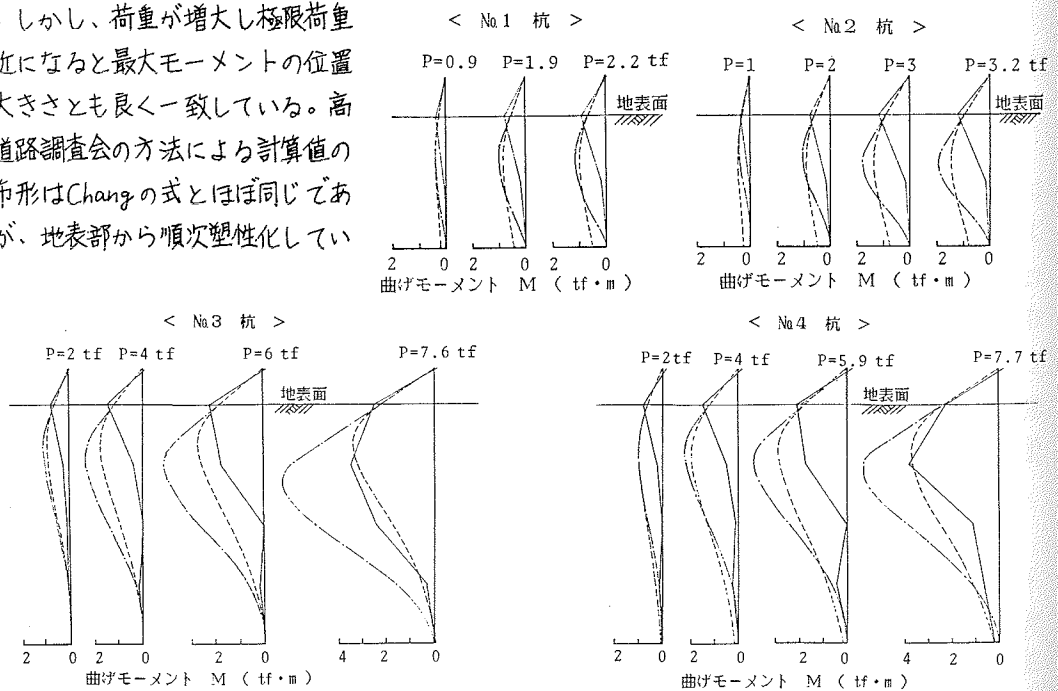 しかし、荷重が増大し極限荷重
近になると最大モーメントの位置
大きさとも良く一致している。高
道路調査会の方法による計算値の
布形はChangの式とほぼ同じであ
が、地表部から順次塑性化してい
< №1 杭 >
P=0.9 P=1.9 P=2.2 tf
地表面
2 0 2 0 2 0
曲げモーメント M ( tf・m )
< №2 杭 >
P=1 P=2 P=3 P=3.2 tf
地表面
2 0 2 0 2 0 2 0
曲げモーメント M ( tf・m )
< №3 杭 >
P=2 tf P=4 tf P=6 tf P=7.6 tf
地表面
2 0 2 0 2 0 4 2 0
曲げモーメント M ( tf・m )
< №4 杭 >
P=2tf P=4 tf P=5.9 tf P=7.7 tf
地表面
2 0 2 0 2 0 4 2 0
曲げモーメント M ( tf・m )